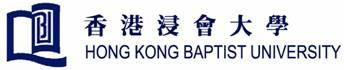 香港浸會大學
HONG KONG BAPTIST UNIVERSITY